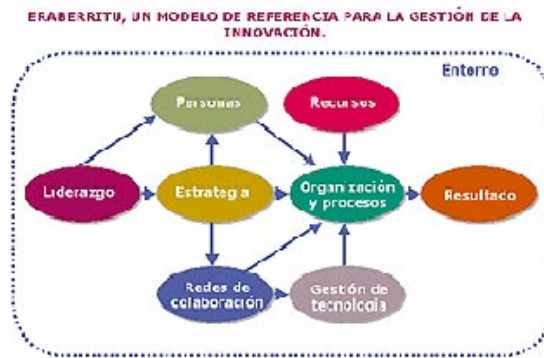 ERABERRITU, UN MODELO DE REFERENCIA PARA LA GESTIÓN DE LA
INNOVACIÓN.
Entorno
Personas
Recursos
Liderazgo
Estrategia
Organización
y procesos
Resultado
Redes de
colaboración
Gestión de
tecnologia